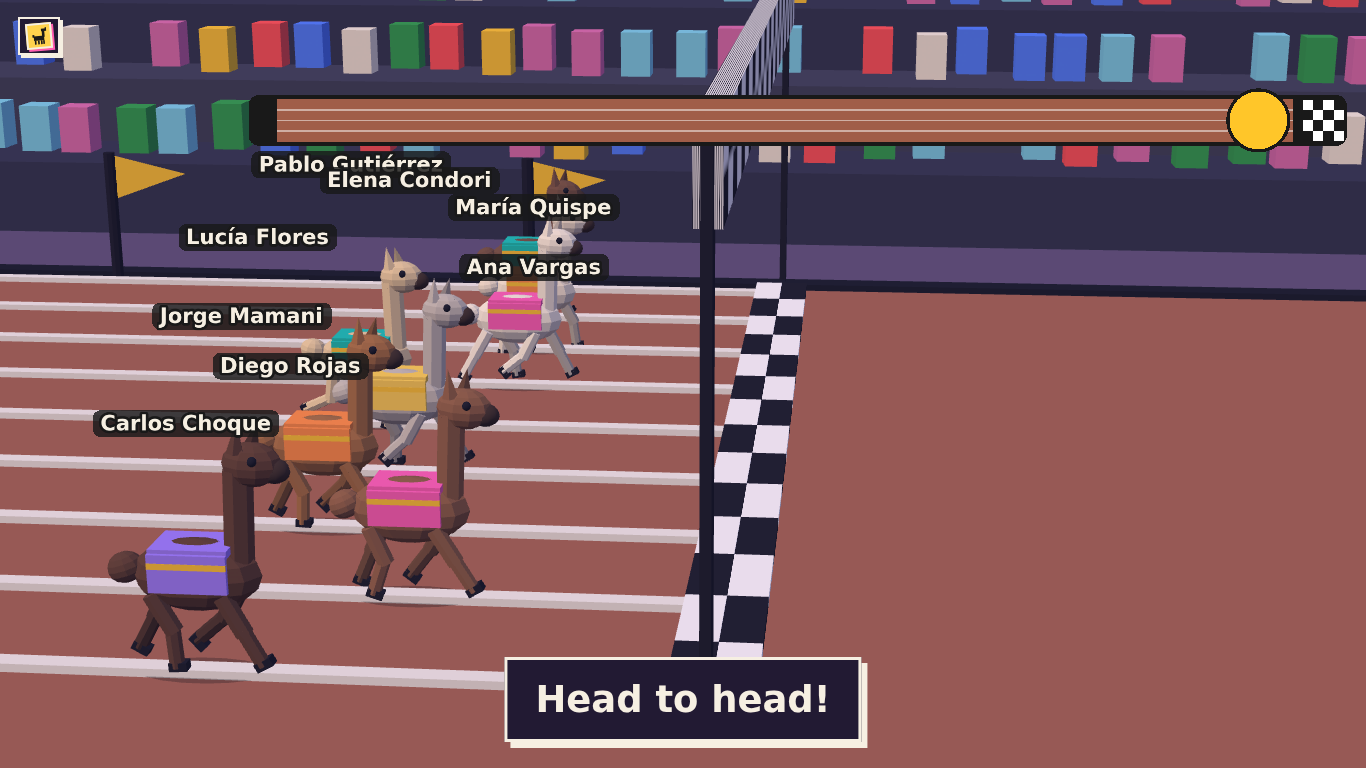 Pablo Gutiérrez
Elena Condori
María Quispe
Lucía Flores
Ana Vargas
Jorge Mamani
Diego Rojas
Carlos Choque
Head to head!